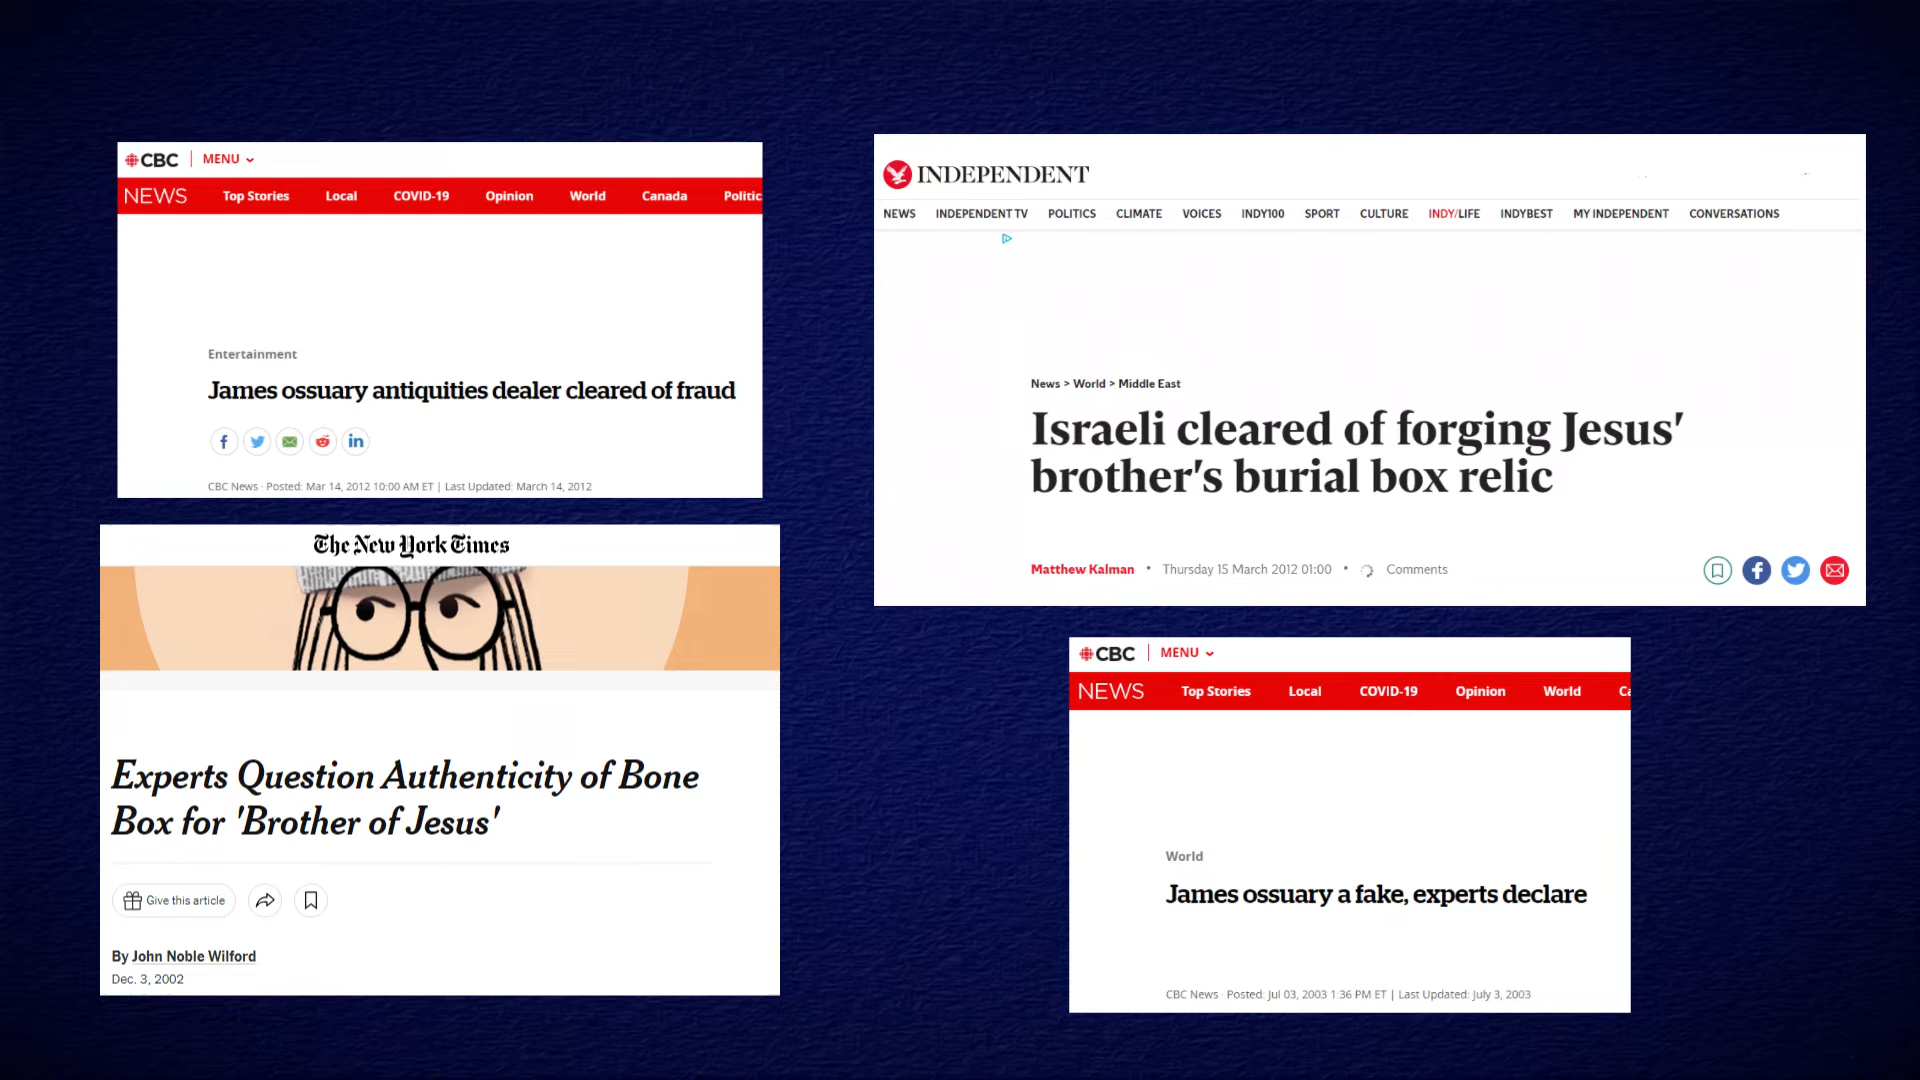 CBC MENU
NEWS Top Stories Local COVID-19 Opinion World Canada Politic
Entertainment
James ossuary antiquities dealer cleared of fraud
CBC News · Posted: Mar 14, 2012 10:00 AM ET | Last Updated: March 14, 2012
The New York Times
Experts Question Authenticity of Bone
Box for 'Brother of Jesus'
Give this article
By John Noble Wilford
Dec. 3, 2002
INDEPENDENT
NEWS INDEPENDENT TV POLITICS CLIMATE VOICES INDY100 SPORT CULTURE INDY/LIFE INDYBEST MY INDEPENDENT CONVERSATIONS
News > World > Middle East
Israeli cleared of forging Jesus'
brother's burial box relic
Matthew Kalman • Thursday 15 March 2012 01:00 • Comments
CBC MENU
NEWS Top Stories Local COVID-19 Opinion World Ca
World
James ossuary a fake, experts declare
CBC News · Posted: Jul 03, 2003 1:36 PM ET | Last Updated: July 3, 2003